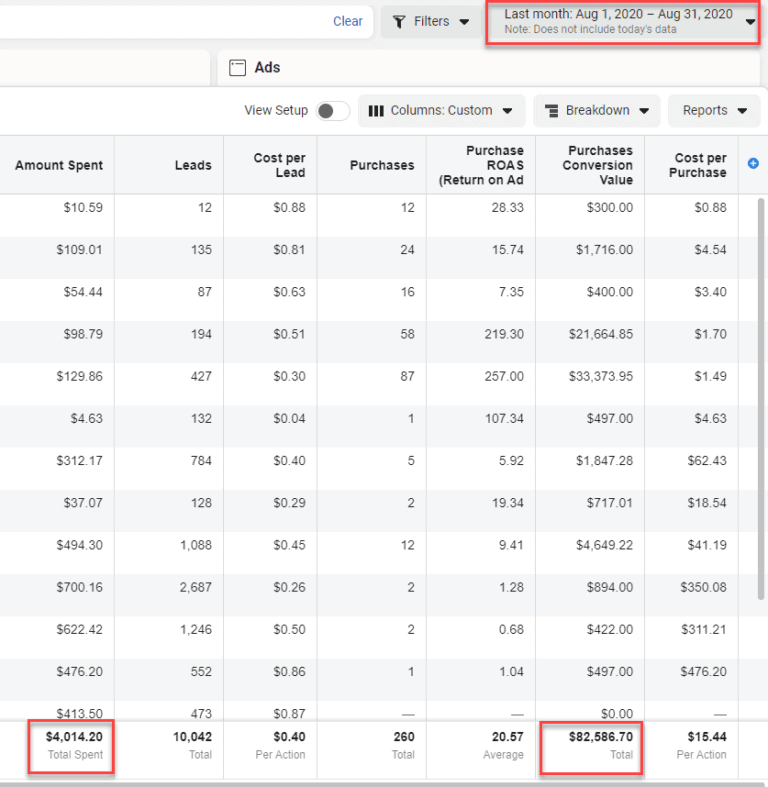 Clear
Filters
Last month: Aug 1, 2020 – Aug 31, 2020
Note: Does not include today's data
Ads
View Setup
Columns: Custom
Breakdown
Reports
Amount Spent
Leads
Cost per
Lead
Purchases
Purchase
ROAS
(Return on Ad
Purchases
Conversion
Value
Cost per
Purchase
$10.59 12 $0.88 12 28.33 $300.00 $0.88
$109.01 135 $0.81 24 15.74 $1,716.00 $4.54
$54.44 87 $0.63 16 7.35 $400.00 $3.40
$98.79 194 $0.51 58 219.30 $21,664.85 $1.70
$129.86 427 $0.30 87 257.00 $33,373.95 $1.49
$4.63 132 $0.04 1 107.34 $497.00 $4.63
$312.17 784 $0.40 5 5.92 $1,847.28 $62.43
$37.07 128 $0.29 2 19.34 $717.01 $18.54
$494.30 1,088 $0.45 12 9.41 $4,649.22 $41.19
$700.16 2,687 $0.26 2 1.28 $894.00 $350.08
$622.42 1,246 $0.50 2 0.68 $422.00 $311.21
$476.20 552 $0.86 1 1.04 $497.00 $476.20
$413.50 473 $0.87 — — $0.00 —
$4,014.20 10,042 $0.40 260 20.57 $82,586.70 $15.44
Total Spent Total Per Action Total Average Total Per Action